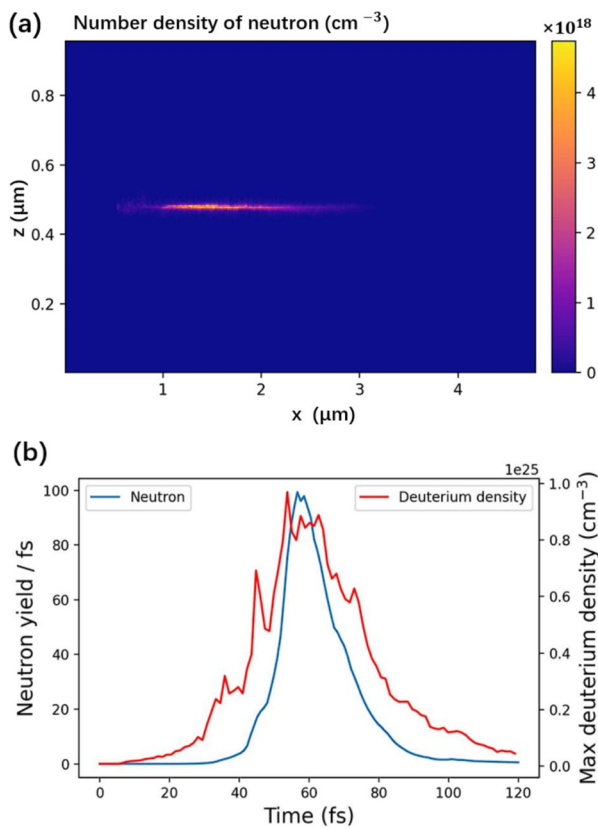 (a) Number density of neutron (cm⁻³)
×10¹⁸
0.8
0.6
0.4
0.2
z (μm)
1 2 3 4
x (μm)
4
3
2
1
0
(b)
1e25
Neutron
Deuterium density
100
80
60
40
20
0
Neutron yield / fs
1.0
0.8
0.6
0.4
0.2
0.0
Max deuterium density (cm⁻³)
0 20 40 60 80 100 120
Time (fs)